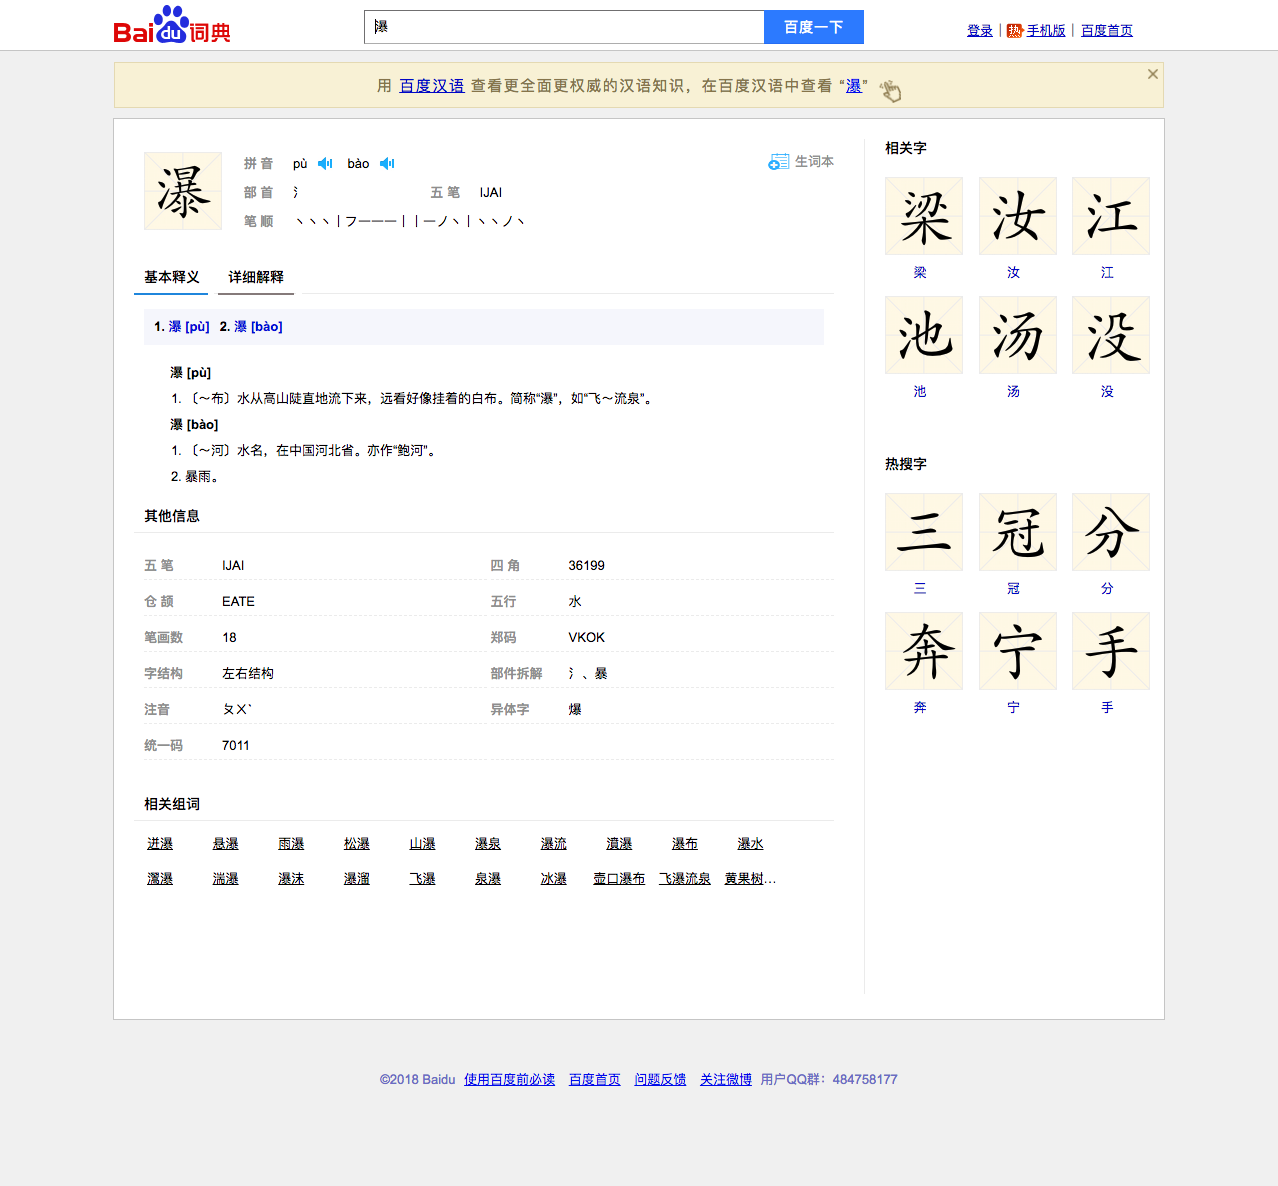 Bai du 词典
瀑
百度一下
登录 | 热 手机版 | 百度首页
用 百度汉语 查看更全面更权威的汉语知识，在百度汉语中查看 “瀑”
瀑
拼 音 pù bào
生词本
部 首 氵 五 笔 IJAI
笔 顺 丶丶丶丨フ一一一丨丨一ノ丶丨丶丶ノ丶
基本释义 详细解释
1. 瀑 [pù] 2. 瀑 [bào]
瀑 [pù]
1. 〔～布〕水从高山陡直地流下来，远看好像挂着的白布。简称“瀑”，如“飞～流泉”。
瀑 [bào]
1. 〔～河〕水名，在中国河北省。亦作“鲍河”。
2. 暴雨。
其他信息
五 笔 IJAI 四 角 36199
仓 颉 EATE 五行 水
笔画数 18 郑码 VKOK
字结构 左右结构 部件拆解 氵、暴
注音 ㄆㄨˋ 异体字 爆
统一码 7011
相关组词
迸瀑 悬瀑 雨瀑 松瀑 山瀑 瀑泉 瀑流 濆瀑 瀑布 瀑水
湍瀑 瀑沫 瀑溜 飞瀑 泉瀑 冰瀑 壶口瀑布 飞瀑流泉 黄果树…
相关字
梁 汝 江
梁 汝 江
池 汤 没
池 汤 没
热搜字
三 冠 分
三 冠 分
奔 宁 手
奔 宁 手
©2018 Baidu 使用百度前必读 百度首页 问题反馈 关注微博 用户QQ群：484758177